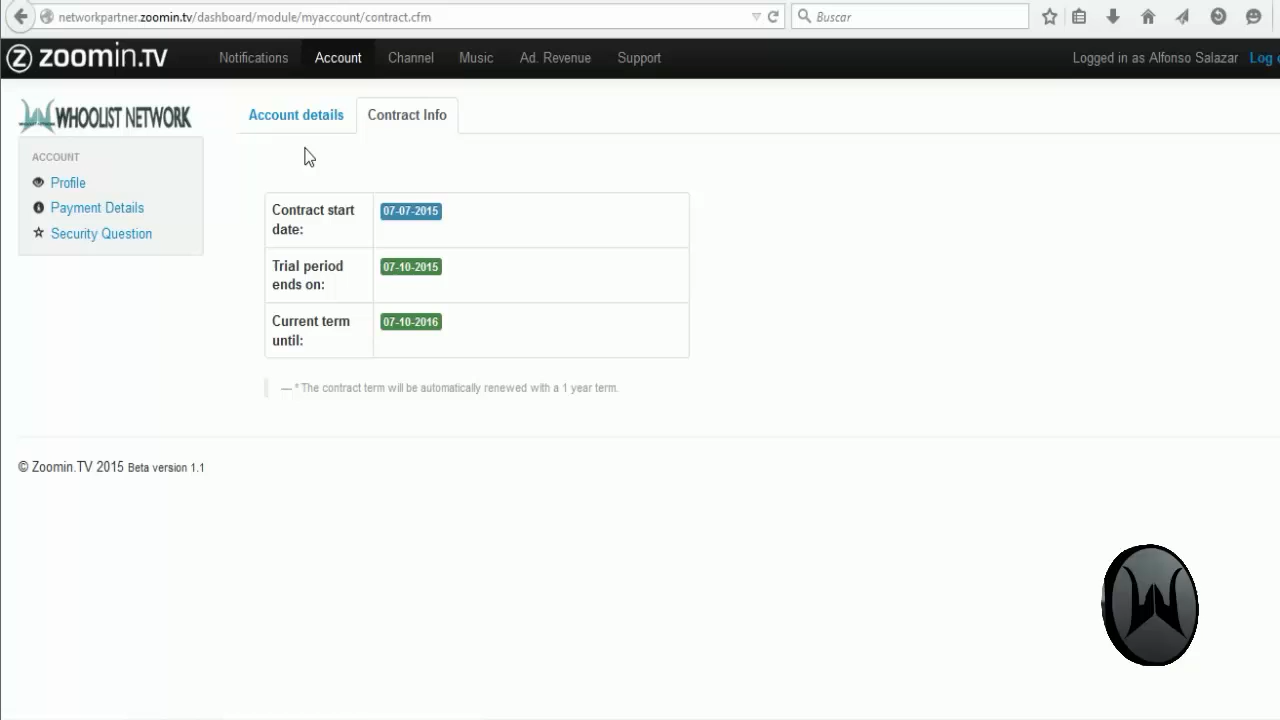 networkpartner.zoomin.tv/dashboard/module/myaccount/contract.cfm
Buscar
zoomin.TV
Notifications
Account
Channel
Music
Ad. Revenue
Support
Logged in as Alfonso Salazar
Log
WHOOLIST NETWORK
Account details
Contract Info
ACCOUNT
Profile
Payment Details
Security Question
Contract start
date:
07-07-2015
Trial period
ends on:
07-10-2015
Current term
until:
07-10-2016
— * The contract term will be automatically renewed with a 1 year term.
© Zoomin.TV 2015 Beta version 1.1